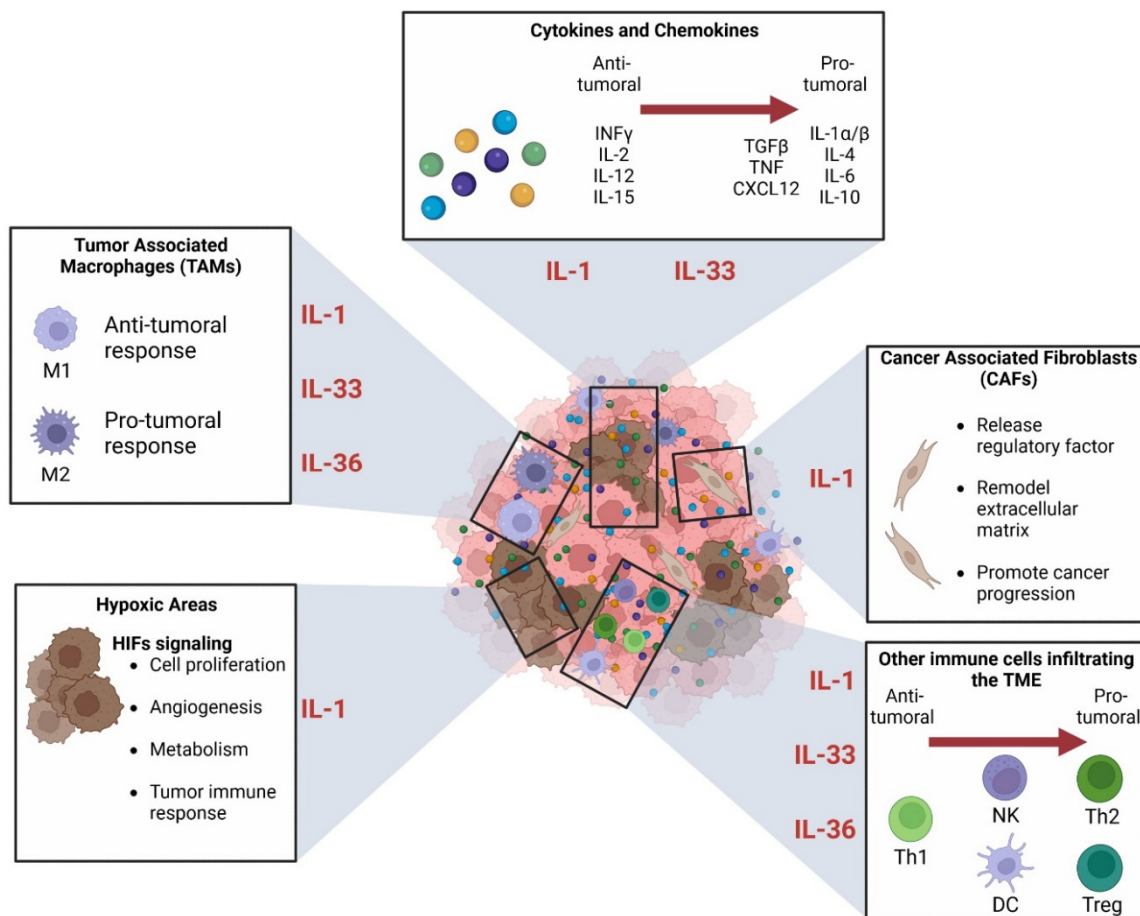 Cytokines and Chemokines
Anti-
tumoral
Pro-
tumoral
INFγ
IL-2
IL-12
IL-15
TGFβ
TNF
CXCL12
IL-1α/β
IL-4
IL-6
IL-10
IL-1
IL-33
Tumor Associated
Macrophages (TAMs)
M1
Anti-tumoral
response
M2
Pro-tumoral
response
IL-1
IL-33
IL-36
Cancer Associated Fibroblasts
(CAFs)
• Release
regulatory factor
• Remodel
extracellular
matrix
• Promote cancer
progression
IL-1
Hypoxic Areas
HIFs signaling
• Cell proliferation
• Angiogenesis
• Metabolism
• Tumor immune
response
IL-1
Other immune cells infiltrating
the TME
Anti-
tumoral
Pro-
tumoral
Th1
NK
DC
Th2
Treg
IL-1
IL-33
IL-36